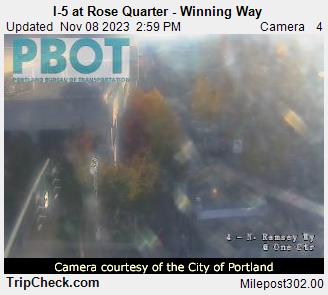 I-5 at Rose Quarter - Winning Way
Updated Nov 08 2023 2:59 PM Camera 4
PBOT
PORTLAND BUREAU OF TRANSPORTATION
4 - N. Ramsey Wy
@ One Ctr
Camera courtesy of the City of Portland
TripCheck.com Milepost302.00